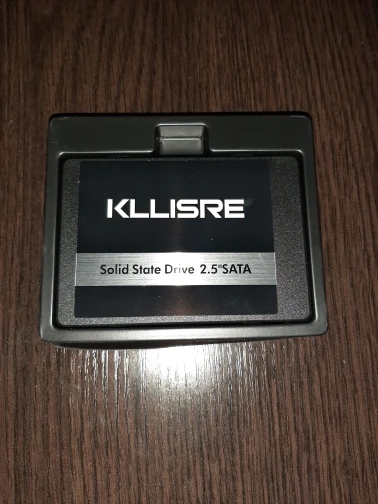 KLLISRE
Solid State Drive 2.5"SATA